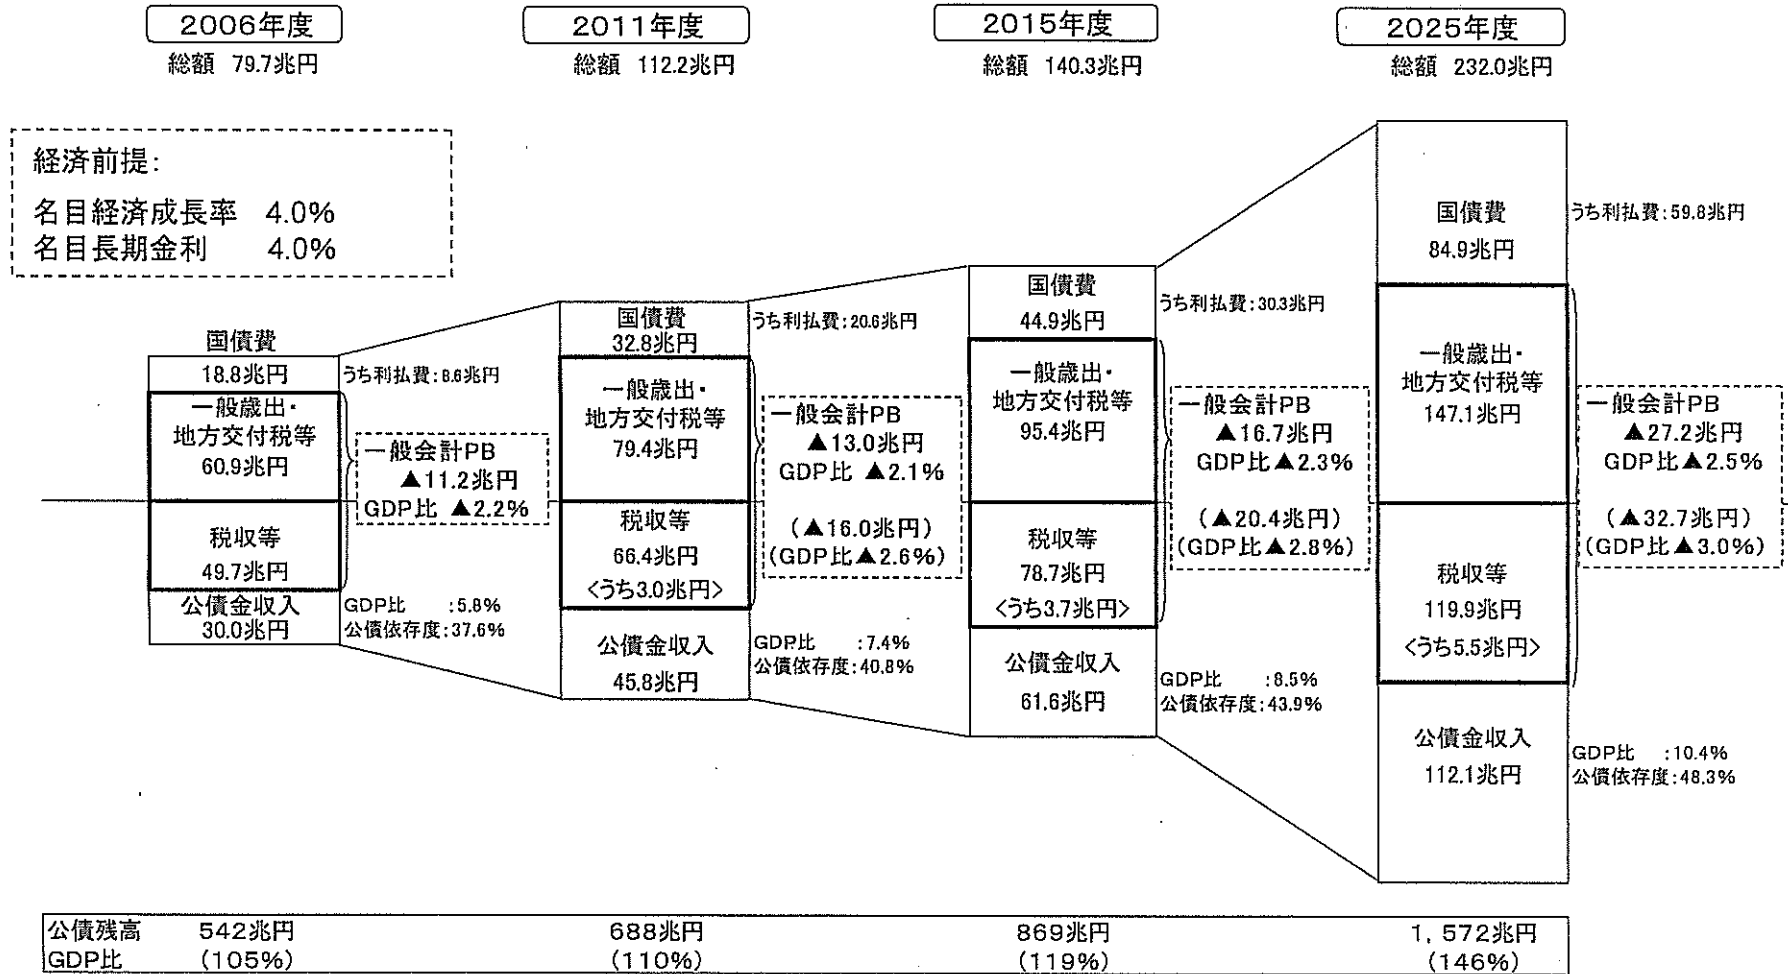 2006年度
総額 79.7兆円
2011年度
総額 112.2兆円
2015年度
総額 140.3兆円
2025年度
総額 232.0兆円
経済前提:
名目経済成長率 4.0%
名目長期金利 4.0%
国債費
18.8兆円
うち利払費:8.6兆円
一般歳出・
地方交付税等
60.9兆円
税収等
49.7兆円
公債金収入
30.0兆円
一般会計PB
▲11.2兆円
GDP比 ▲2.2%
GDP比 :5.8%
公債依存度:37.6%
国債費
32.8兆円
うち利払費:20.6兆円
一般歳出・
地方交付税等
79.4兆円
税収等
66.4兆円
<うち3.0兆円>
公債金収入
45.8兆円
一般会計PB
▲13.0兆円
GDP比 ▲2.1%
(▲16.0兆円)
(GDP比▲2.6%)
GDP比 :7.4%
公債依存度:40.8%
国債費
44.9兆円
うち利払費:30.3兆円
一般歳出・
地方交付税等
95.4兆円
税収等
78.7兆円
<うち3.7兆円>
公債金収入
61.6兆円
一般会計PB
▲16.7兆円
GDP比▲2.3%
(▲20.4兆円)
(GDP比▲2.8%)
GDP比 :8.5%
公債依存度:43.9%
国債費
84.9兆円
うち利払費:59.8兆円
一般歳出・
地方交付税等
147.1兆円
税収等
119.9兆円
<うち5.5兆円>
公債金収入
112.1兆円
一般会計PB
▲27.2兆円
GDP比▲2.5%
(▲32.7兆円)
(GDP比▲3.0%)
GDP比 :10.4%
公債依存度:48.3%
公債残高 542兆円 688兆円 869兆円 1,572兆円
GDP比 (105%) (110%) (119%) (146%)